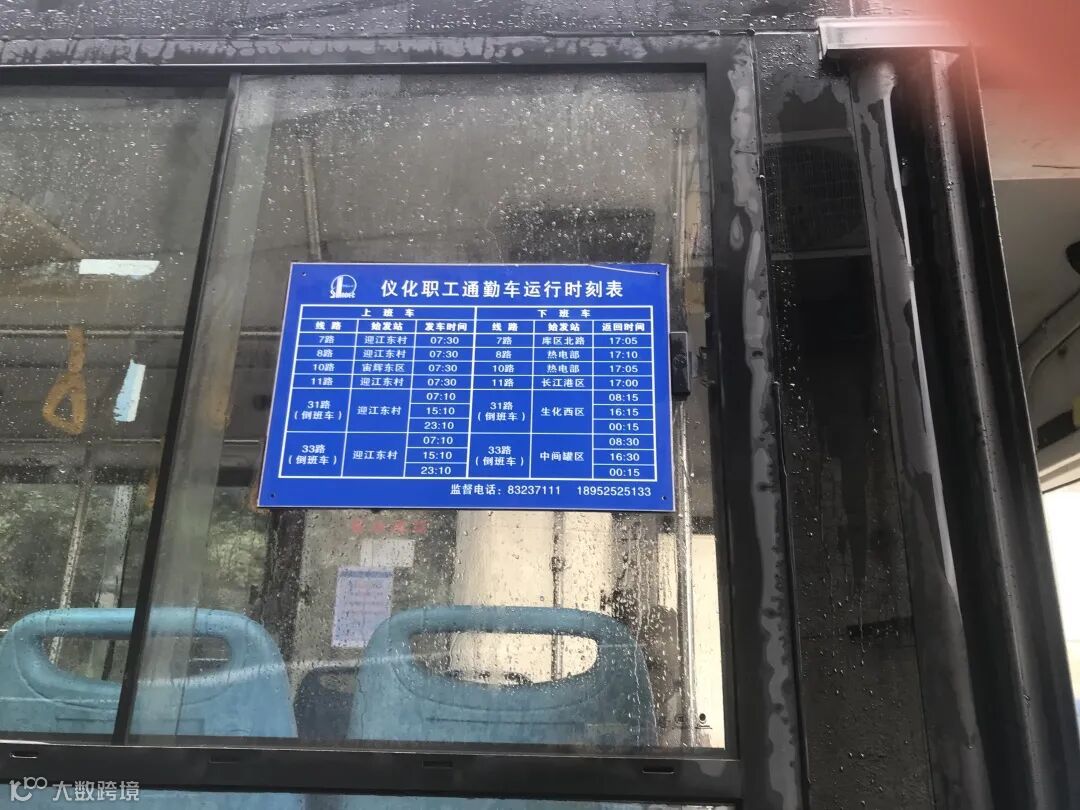 仪化职工通勤车运行时刻表
上班车 下班车
线路 始发站 发车时间 线路 始发站 返回时间
7路 迎江东村 07:30 7路 库区北路 17:05
8路 迎江东村 07:30 8路 热电部 17:10
10路 宙辉东区 07:30 10路 热电部 17:05
11路 迎江东村 07:30 11路 长江港区 17:00
31路（倒班车） 迎江东村 07:10 15:10 23:10 31路（倒班车） 生化西区 08:15 16:15 00:15
33路（倒班车） 迎江东村 07:10 15:10 23:10 33路（倒班车） 中间罐区 08:30 16:30 00:15
监督电话：83237111 18952525133
大数跨境